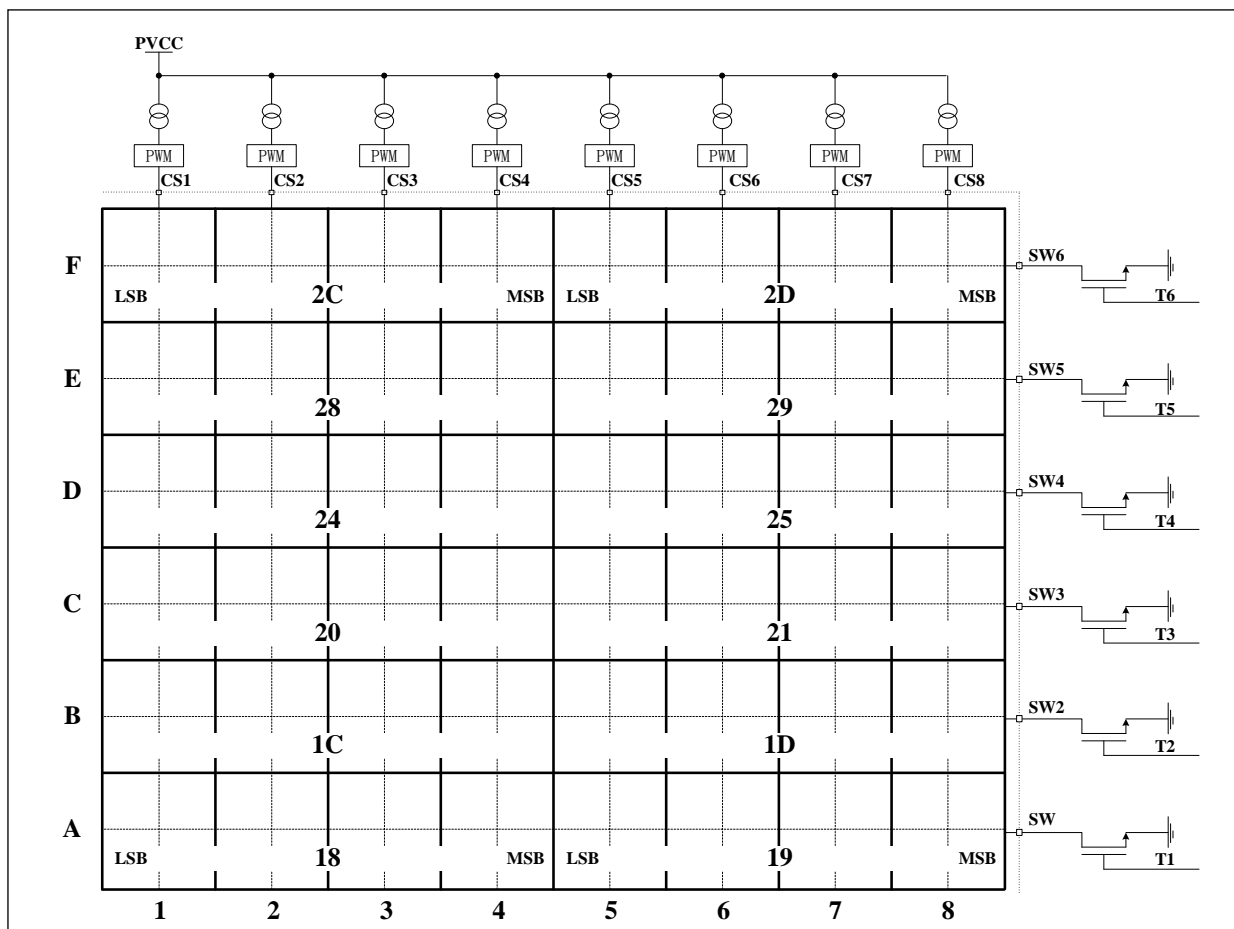 PVCC
PWM PWM PWM PWM PWM PWM PWM PWM
CS1 CS2 CS3 CS4 CS5 CS6 CS7 CS8
F SW6
LSB 2C MSB LSB 2D MSB T6
E SW5
28 29 T5
D SW4
24 25 T4
C SW3
20 21 T3
B SW2
1C 1D T2
A SW
LSB 18 MSB LSB 19 MSB T1
1 2 3 4 5 6 7 8